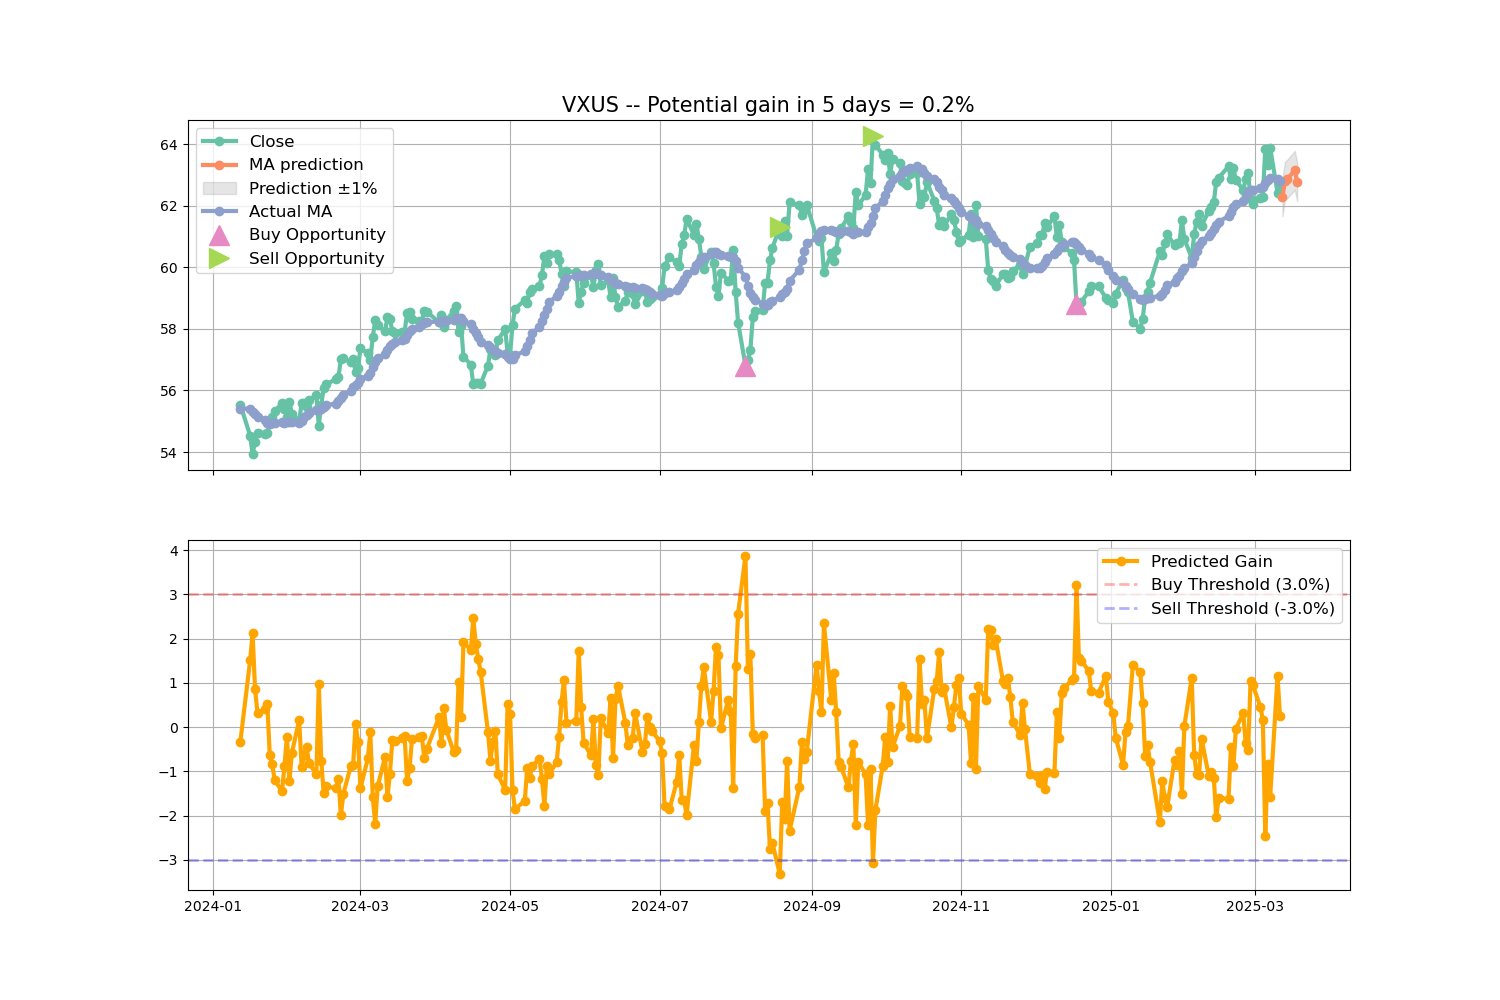 VXUS -- Potential gain in 5 days = 0.2%
Close
MA prediction
Prediction ±1%
Actual MA
Buy Opportunity
Sell Opportunity
64
62
60
58
56
54
Predicted Gain
Buy Threshold (3.0%)
Sell Threshold (-3.0%)
4
3
2
1
0
−1
−2
−3
2024-01
2024-03
2024-05
2024-07
2024-09
2024-11
2025-01
2025-03